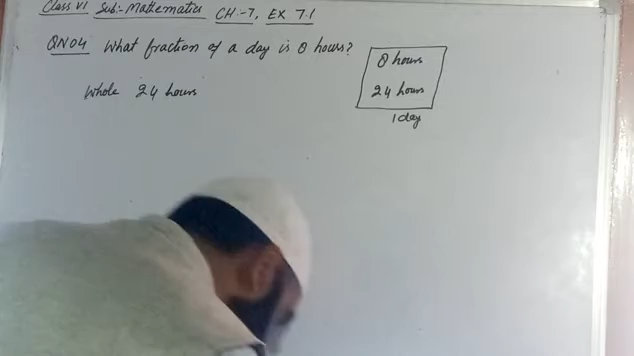 Class VI Sub:- Mathematics CH-7, EX 7.1
QN04 What fraction of a day is 8 hours?
8 hours
Whole 24 hours
24 hours
1 day